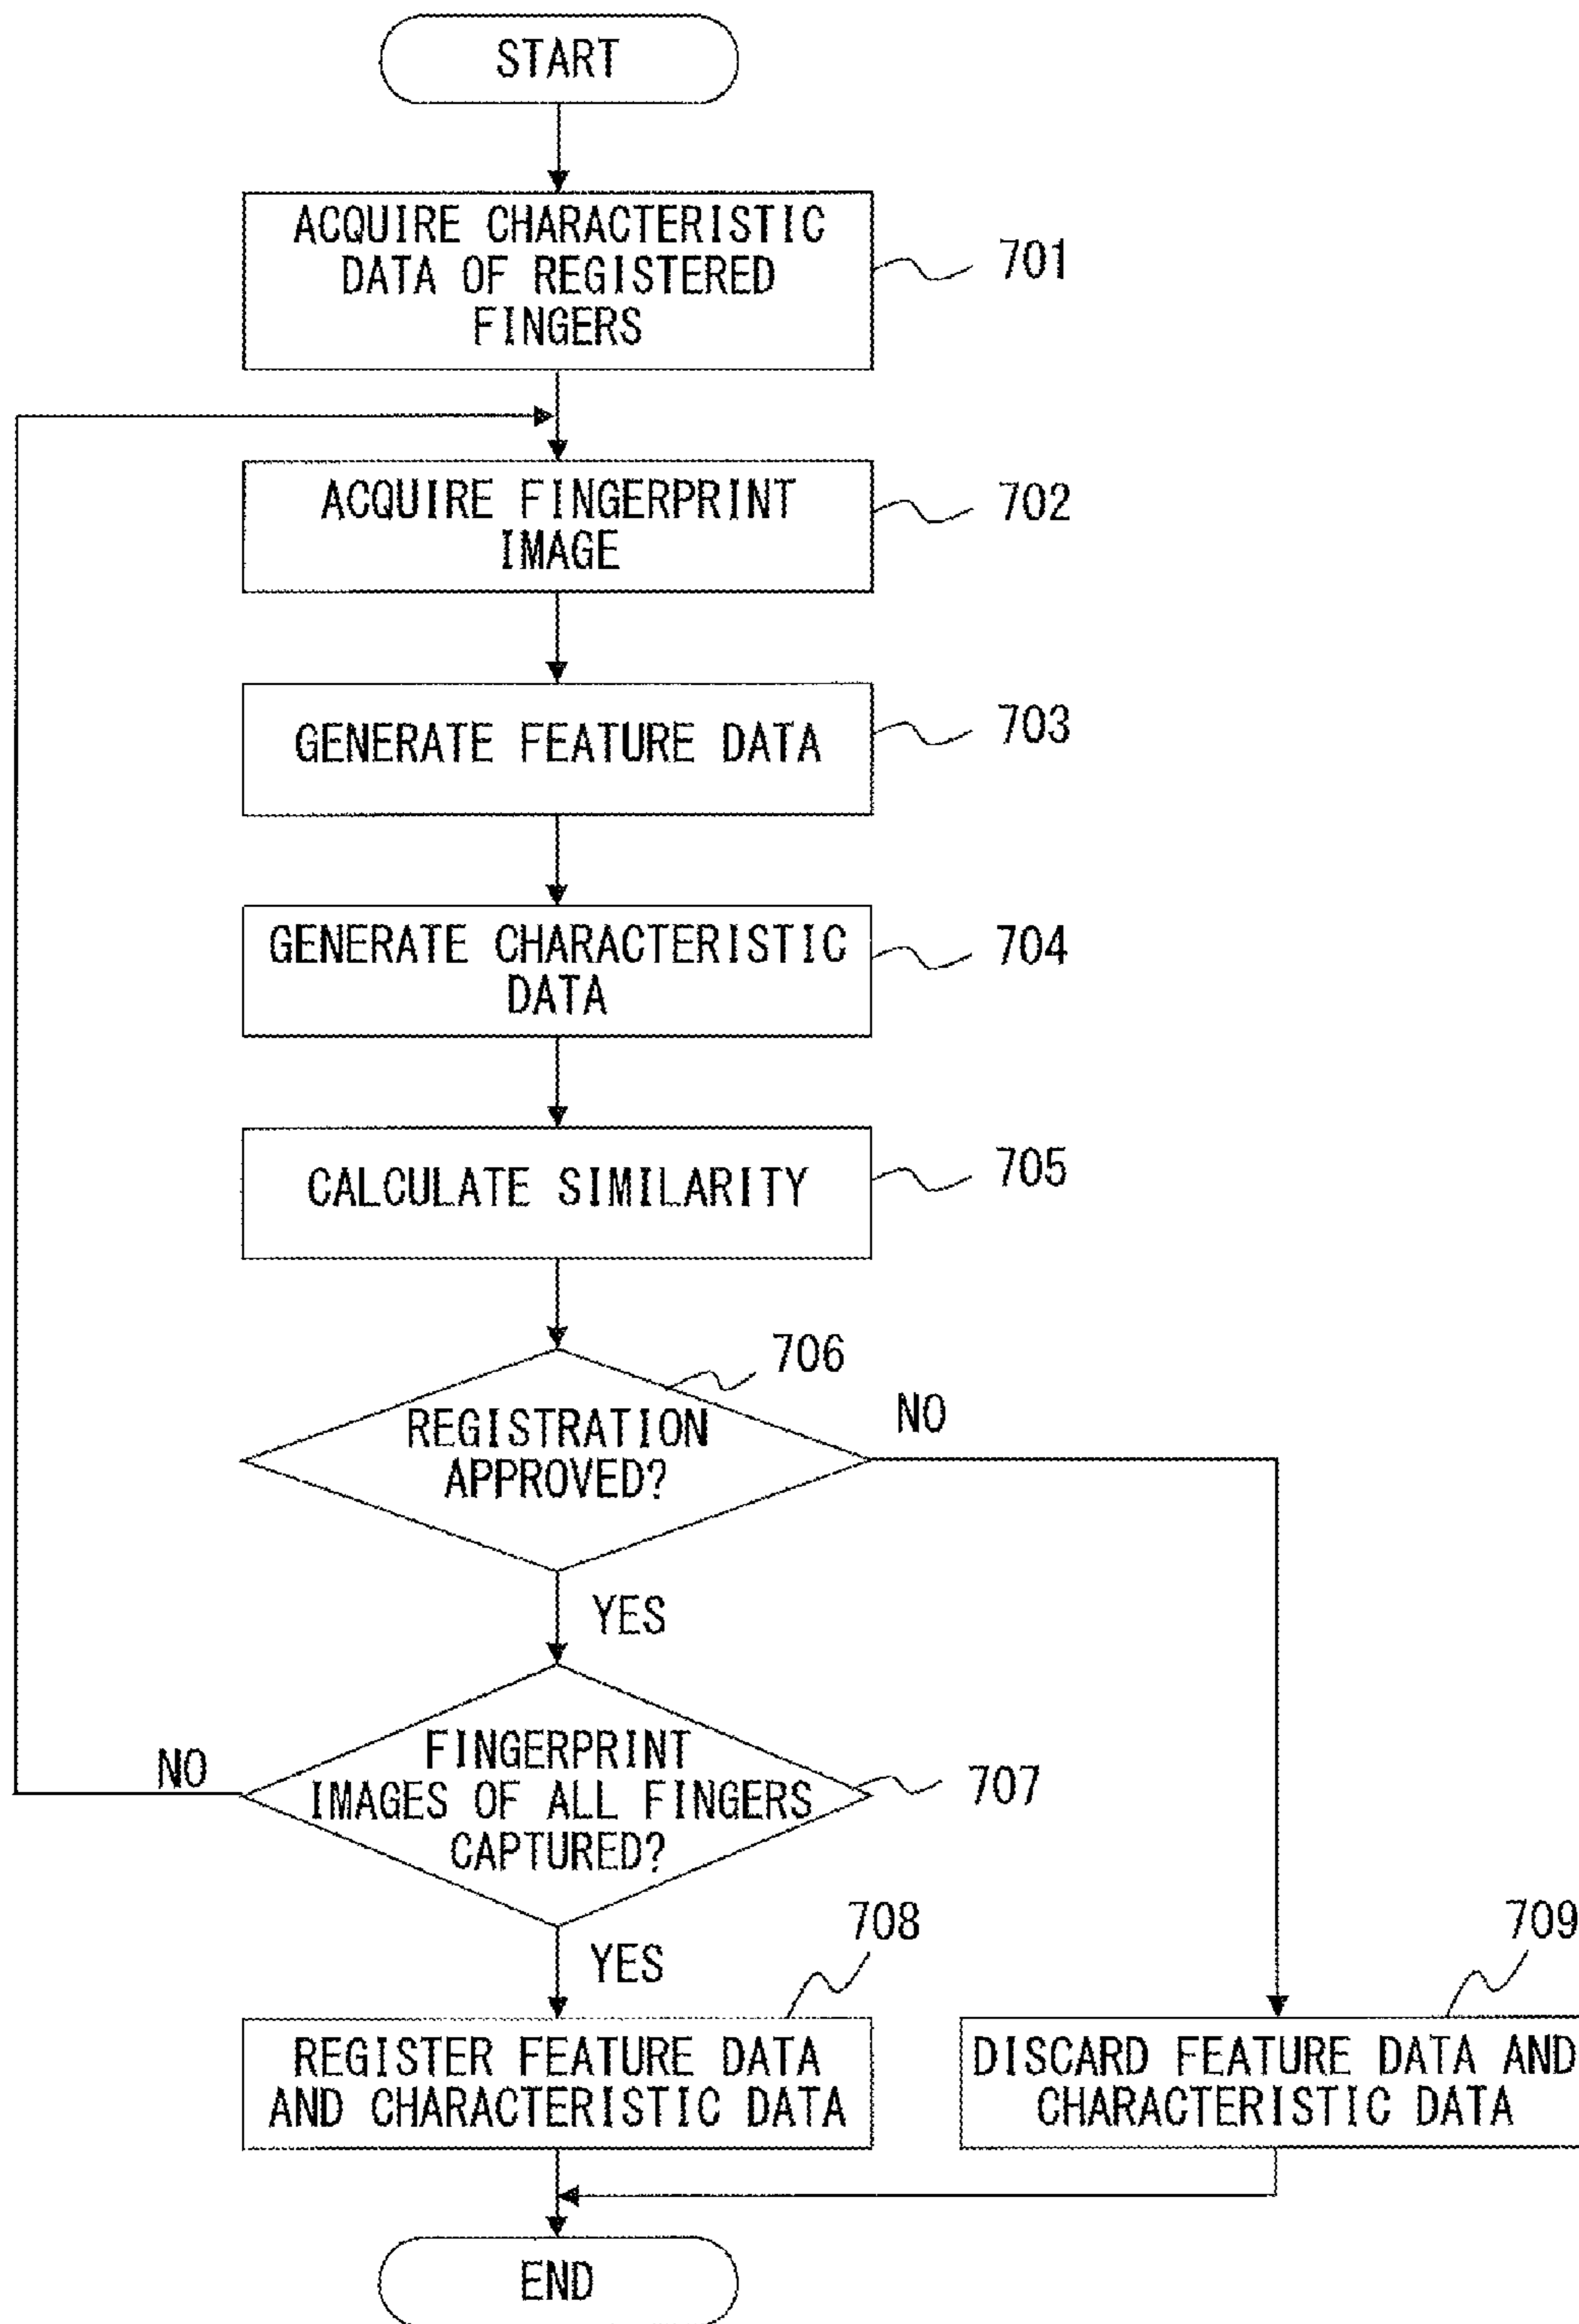 START
ACQUIRE CHARACTERISTIC
DATA OF REGISTERED
FINGERS
701
ACQUIRE FINGERPRINT
IMAGE
702
GENERATE FEATURE DATA
703
GENERATE CHARACTERISTIC
DATA
704
CALCULATE SIMILARITY
705
706
REGISTRATION
APPROVED?
NO
YES
FINGERPRINT
IMAGES OF ALL FINGERS
CAPTURED?
NO
707
YES
708
709
REGISTER FEATURE DATA
AND CHARACTERISTIC DATA
DISCARD FEATURE DATA AND
CHARACTERISTIC DATA
END